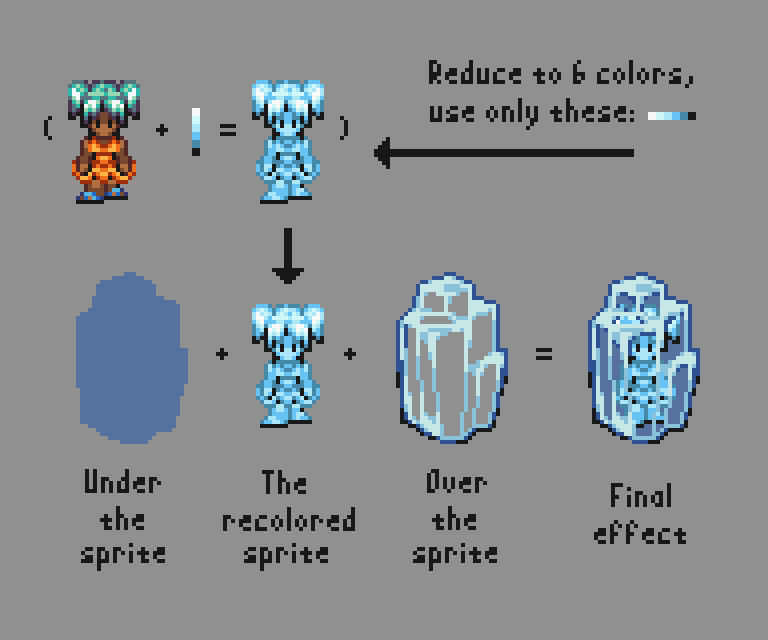 Reduce to 6 colors,
use only these:
( + = )
+ + =
Under
the
sprite
The
recolored
sprite
Over
the
sprite
Final
effect